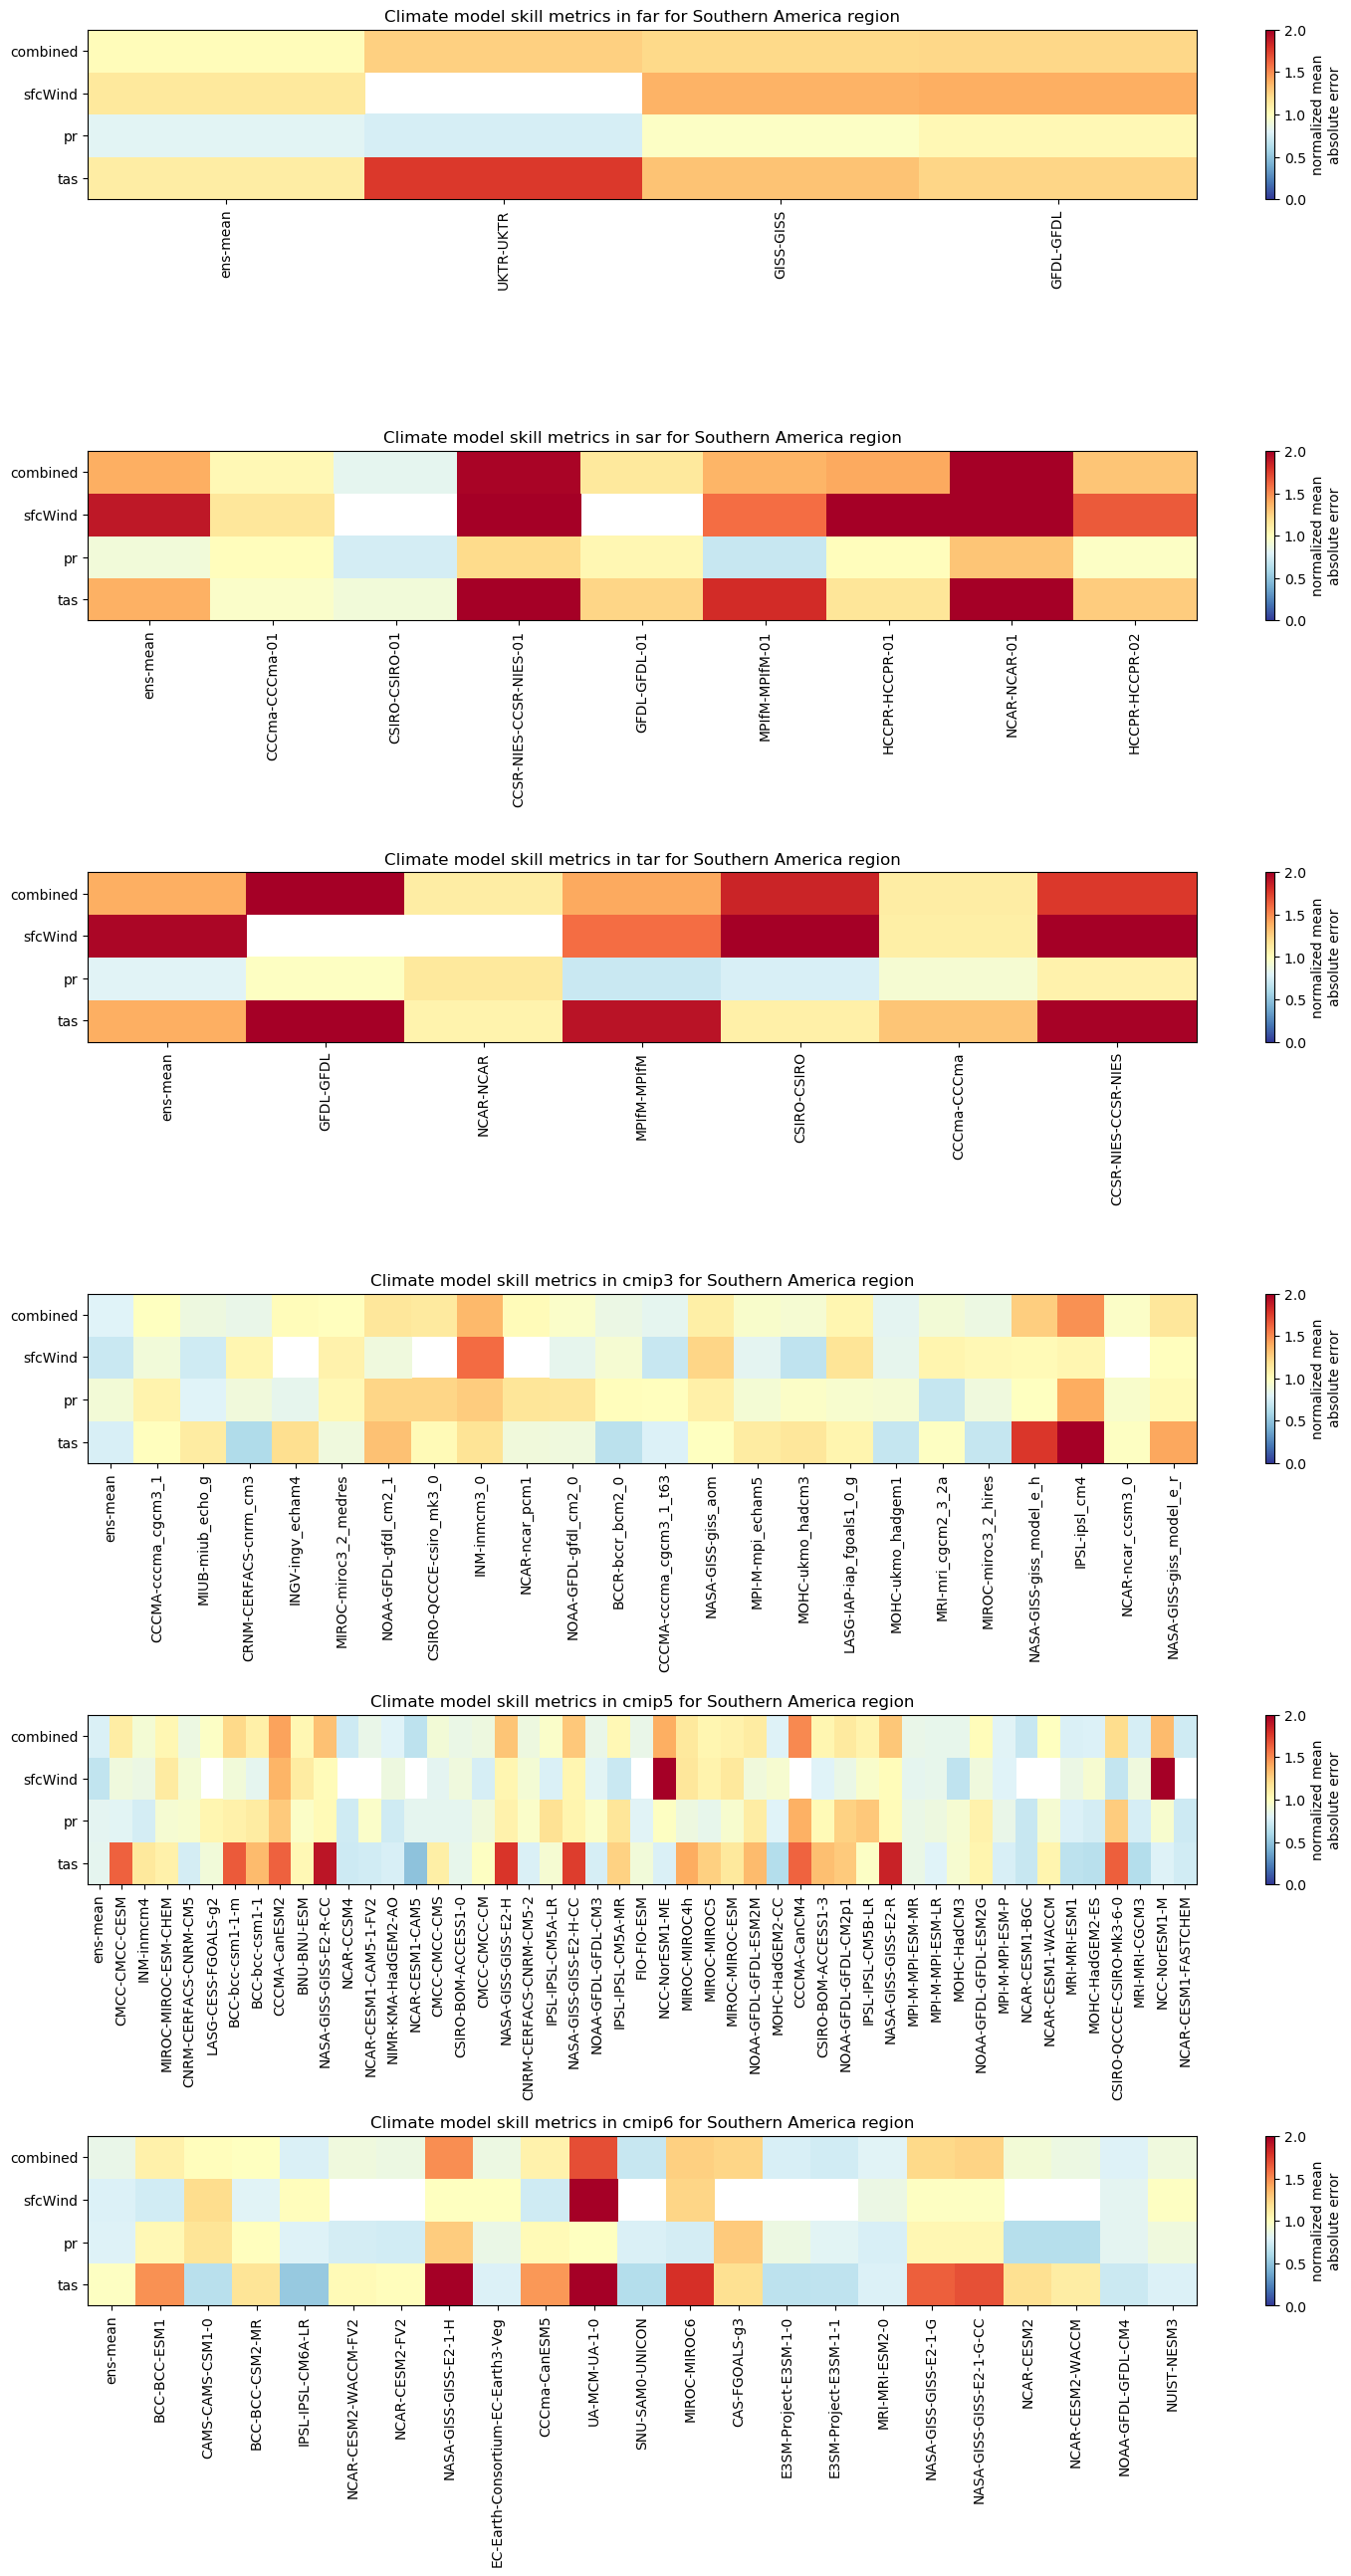 Climate model skill metrics in far for Southern America region
combined
sfcWind
pr
tas
ens-mean
UKTR-UKTR
GISS-GISS
GFDL-GFDL
2.0
1.5
1.0
0.5
0.0
normalized mean
absolute error
Climate model skill metrics in sar for Southern America region
combined
sfcWind
pr
tas
ens-mean
CCCma-CCCma-01
CSIRO-CSIRO-01
CCSR-NIES-CCSR-NIES-01
GFDL-GFDL-01
MPIfM-MPIfM-01
HCCPR-HCCPR-01
NCAR-NCAR-01
HCCPR-HCCPR-02
2.0
1.5
1.0
0.5
0.0
normalized mean
absolute error
Climate model skill metrics in tar for Southern America region
combined
sfcWind
pr
tas
ens-mean
GFDL-GFDL
NCAR-NCAR
MPIfM-MPIfM
CSIRO-CSIRO
CCCma-CCCma
CCSR-NIES-CCSR-NIES
2.0
1.5
1.0
0.5
0.0
normalized mean
absolute error
Climate model skill metrics in cmip3 for Southern America region
combined
sfcWind
pr
tas
ens-mean
CCCMA-cccma_cgcm3_1
MIUB-miub_echo_g
CRNM-CERFACS-cnrm_cm3
INGV-ingv_echam4
MIROC-miroc3_2_medres
NOAA-GFDL-gfdl_cm2_1
CSIRO-QCCCE-csiro_mk3_0
INM-inmcm3_0
NCAR-ncar_pcm1
NOAA-GFDL-gfdl_cm2_0
BCCR-bccr_bcm2_0
CCCMA-cccma_cgcm3_1_t63
NASA-GISS-giss_aom
MPI-M-mpi_echam5
MOHC-ukmo_hadcm3
LASG-IAP-iap_fgoals1_0_g
MOHC-ukmo_hadgem1
MRI-mri_cgcm2_3_2a
MIROC-miroc3_2_hires
NASA-GISS-giss_model_e_h
IPSL-ipsl_cm4
NCAR-ncar_ccsm3_0
NASA-GISS-giss_model_e_r
2.0
1.5
1.0
0.5
0.0
normalized mean
absolute error
Climate model skill metrics in cmip5 for Southern America region
combined
sfcWind
pr
tas
ens-mean
CMCC-CMCC-CESM
INM-inmcm4
MIROC-MIROC-ESM-CHEM
CNRM-CERFACS-CNRM-CM5
LASG-CESS-FGOALS-g2
BCC-bcc-csm1-1-m
BCC-bcc-csm1-1
CCCMA-CanESM2
BNU-BNU-ESM
NASA-GISS-GISS-E2-R-CC
NCAR-CCSM4
NCAR-CESM1-CAM5-1-FV2
NIMR-KMA-HadGEM2-AO
NCAR-CESM1-CAM5
CMCC-CMCC-CMS
CSIRO-BOM-ACCESS1-0
CMCC-CMCC-CM
NASA-GISS-GISS-E2-H
CNRM-CERFACS-CNRM-CM5-2
IPSL-IPSL-CM5A-LR
NASA-GISS-GISS-E2-H-CC
NOAA-GFDL-GFDL-CM3
IPSL-IPSL-CM5A-MR
FIO-FIO-ESM
NCC-NorESM1-ME
MIROC-MIROC4h
MIROC-MIROC5
MIROC-MIROC-ESM
NOAA-GFDL-GFDL-ESM2M
MOHC-HadGEM2-CC
CCCMA-CanCM4
CSIRO-BOM-ACCESS1-3
NOAA-GFDL-GFDL-CM2p1
IPSL-IPSL-CM5B-LR
NASA-GISS-GISS-E2-R
MPI-M-MPI-ESM-MR
MPI-M-MPI-ESM-LR
MOHC-HadCM3
NOAA-GFDL-GFDL-ESM2G
MPI-M-MPI-ESM-P
NCAR-CESM1-BGC
NCAR-CESM1-WACCM
MRI-MRI-ESM1
MOHC-HadGEM2-ES
CSIRO-QCCCE-CSIRO-Mk3-6-0
MRI-MRI-CGCM3
NCC-NorESM1-M
NCAR-CESM1-FASTCHEM
2.0
1.5
1.0
0.5
0.0
normalized mean
absolute error
Climate model skill metrics in cmip6 for Southern America region
combined
sfcWind
pr
tas
ens-mean
BCC-BCC-ESM1
CAMS-CAMS-CSM1-0
BCC-BCC-CSM2-MR
IPSL-IPSL-CM6A-LR
NCAR-CESM2-WACCM-FV2
NCAR-CESM2-FV2
NASA-GISS-GISS-E2-1-H
EC-Earth-Consortium-EC-Earth3-Veg
CCCma-CanESM5
UA-MCM-UA-1-0
SNU-SAM0-UNICON
MIROC-MIROC6
CAS-FGOALS-g3
E3SM-Project-E3SM-1-0
E3SM-Project-E3SM-1-1
MRI-MRI-ESM2-0
NASA-GISS-GISS-E2-1-G
NASA-GISS-GISS-E2-1-G-CC
NCAR-CESM2
NCAR-CESM2-WACCM
NOAA-GFDL-GFDL-CM4
NUIST-NESM3
2.0
1.5
1.0
0.5
0.0
normalized mean
absolute error